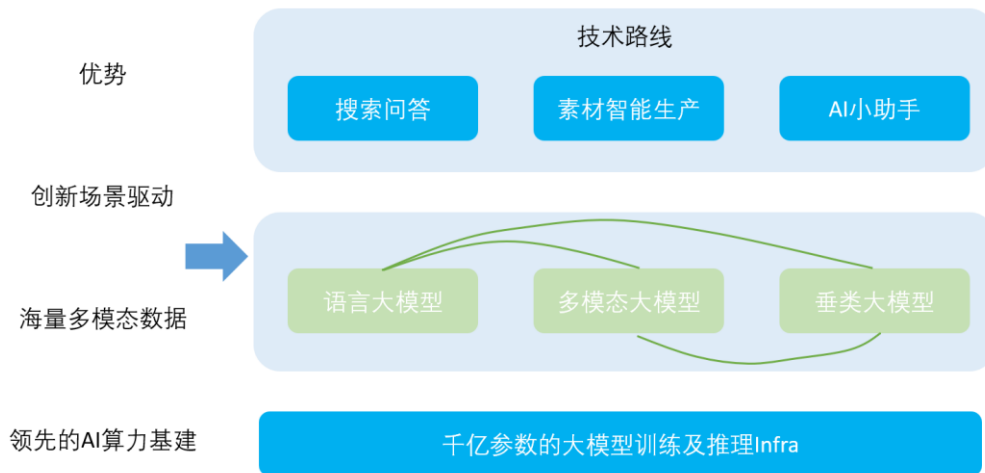 优势
技术路线
搜索问答
素材智能生产
AI小助手
创新场景驱动
海量多模态数据
语言大模型
多模态大模型
垂类大模型
领先的AI算力基建
千亿参数的大模型训练及推理Infra